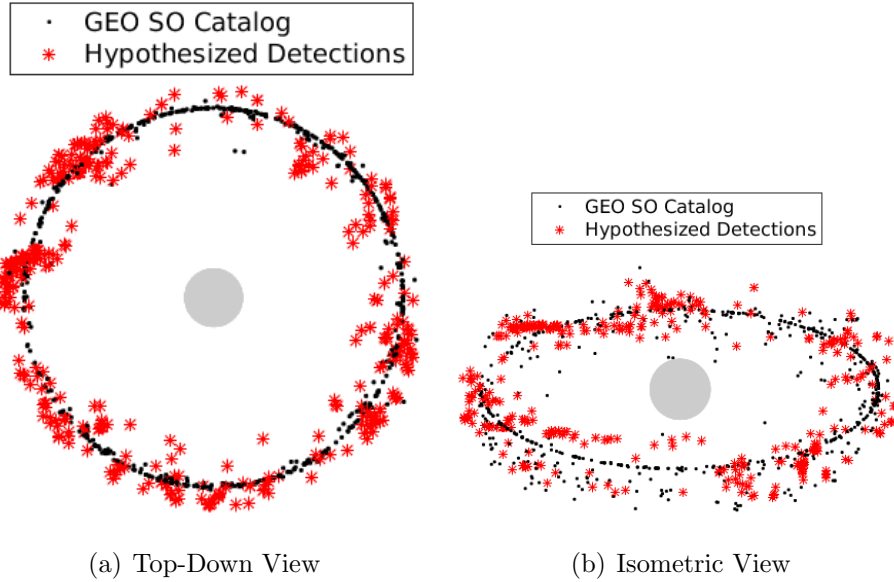 GEO SO Catalog
Hypothesized Detections
GEO SO Catalog
Hypothesized Detections
(a) Top-Down View
(b) Isometric View